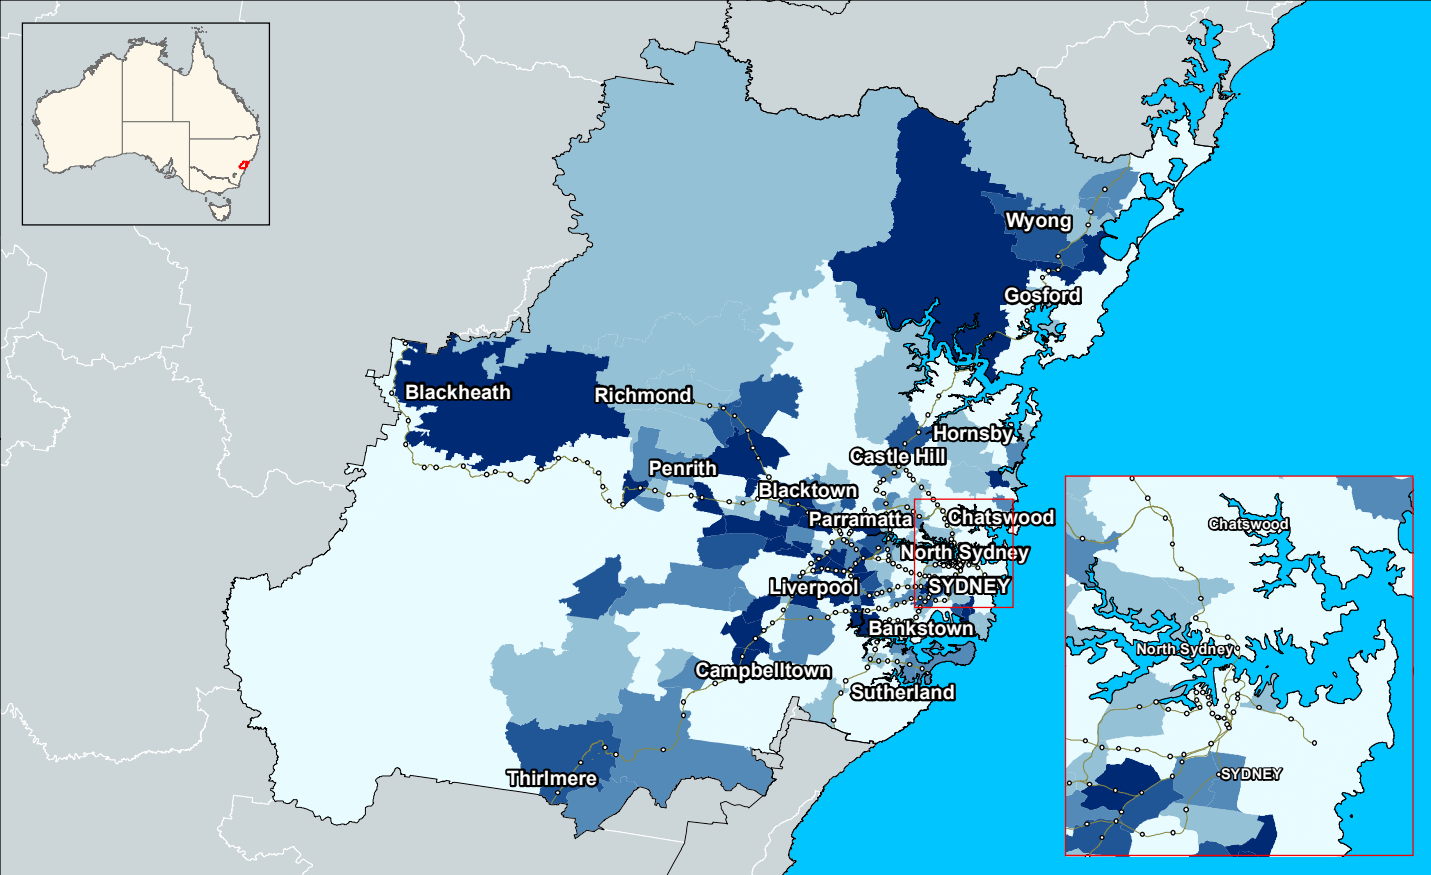 Wyong
Gosford
Blackheath
Richmond
Hornsby
Castle Hill
Penrith
Blacktown
Parramatta
Chatswood
North Sydney
Liverpool
SYDNEY
Bankstown
Campbelltown
Sutherland
Thirlmere
Chatswood
North Sydney
SYDNEY